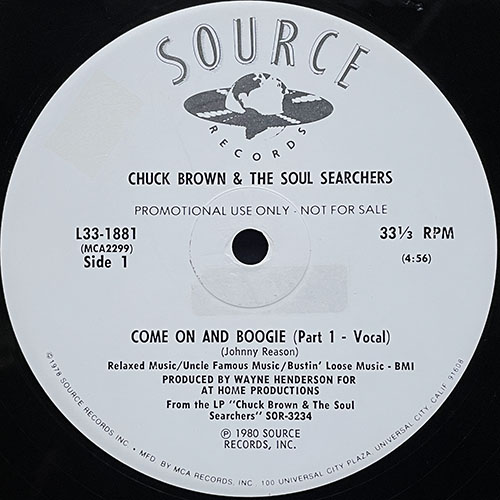 SOURCE
RECORDS
CHUCK BROWN & THE SOUL SEARCHERS
PROMOTIONAL USE ONLY - NOT FOR SALE
L33-1881
(MCA2299)
Side 1
33⅓ RPM
(4:56)
COME ON AND BOOGIE (Part 1 - Vocal)
(Johnny Reason)
Relaxed Music/Uncle Famous Music/Bustin' Loose Music - BMI
PRODUCED BY WAYNE HENDERSON FOR
AT HOME PRODUCTIONS
From the LP "Chuck Brown & The Soul
Searchers" SOR-3234
℗ 1980 SOURCE
RECORDS, INC.
©1978 SOURCE RECORDS, INC. • MFD BY MCA RECORDS, INC. 100 UNIVERSAL CITY PLAZA, UNIVERSAL CITY, CALIF. 91608